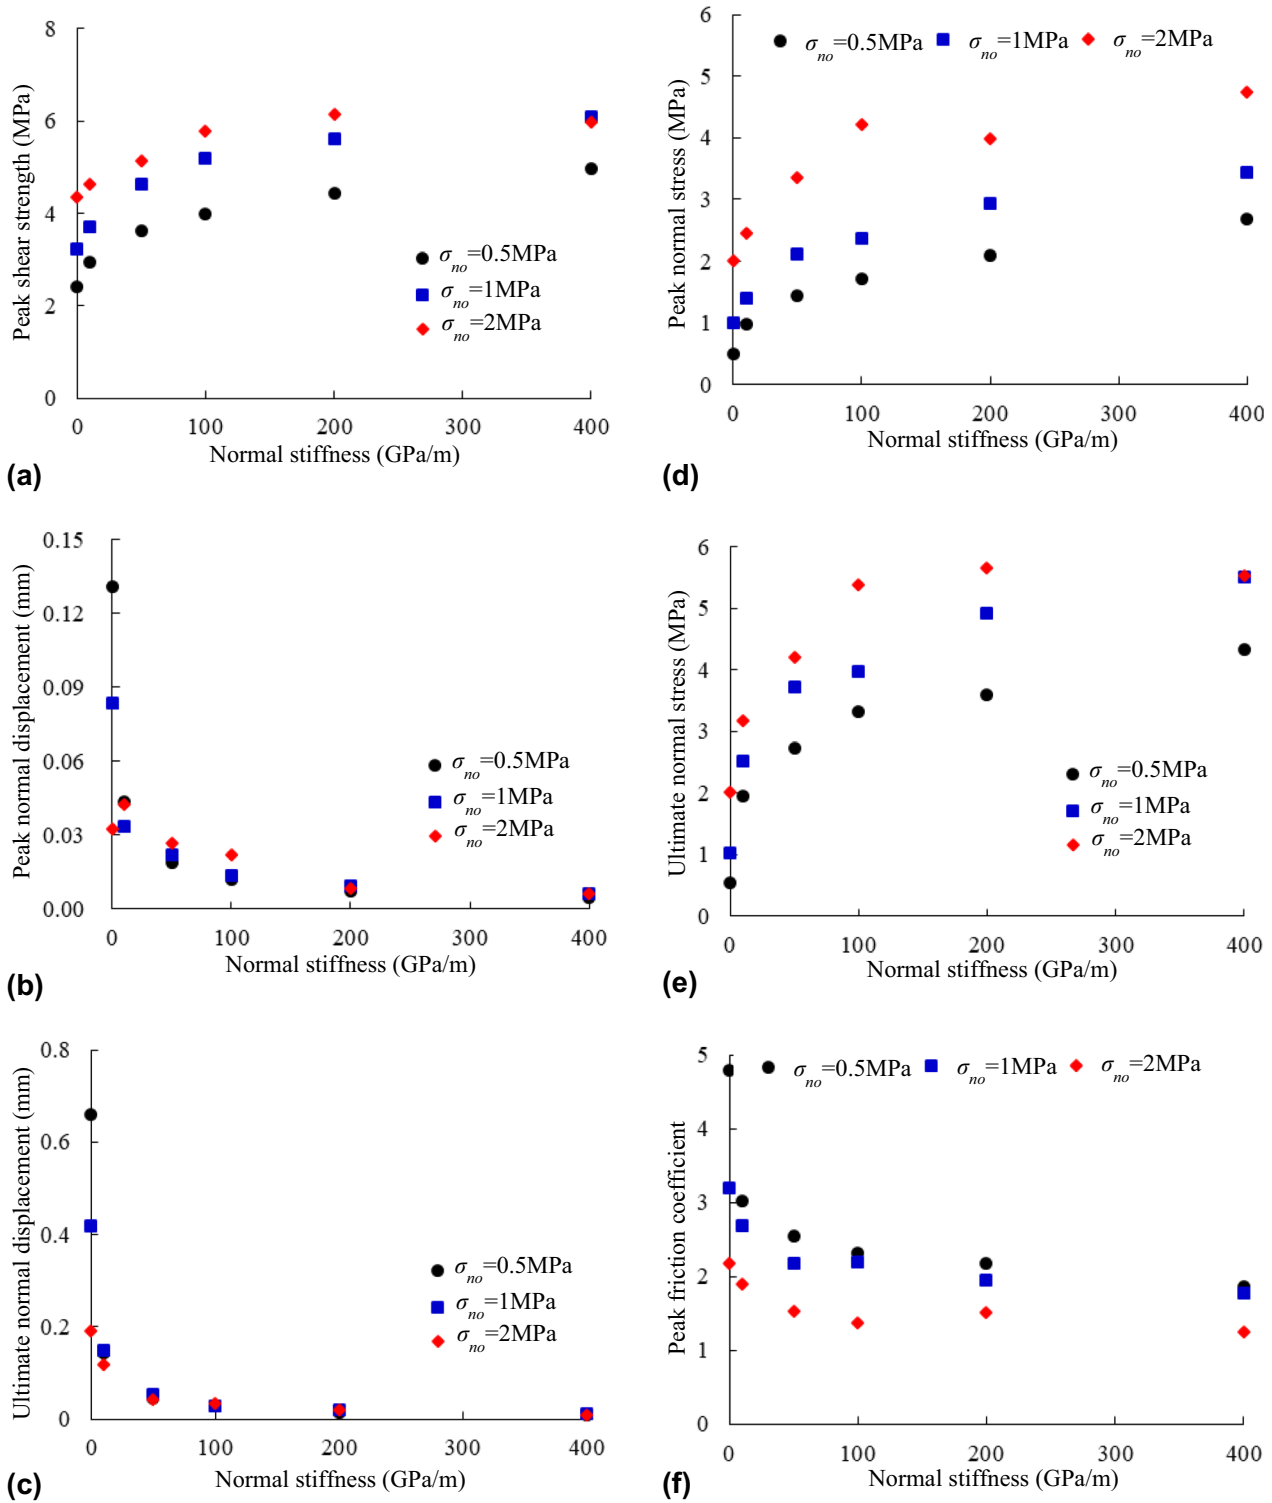 8
6
4
2
0
Peak shear strength (MPa)
σno=0.5MPa
σno=1MPa
σno=2MPa
0 100 200 300 400
Normal stiffness (GPa/m)
(a)
6
5
4
3
2
1
0
Peak normal stress (MPa)
σno=0.5MPa σno=1MPa σno=2MPa
0 100 200 300 400
Normal stiffness (GPa/m)
(d)
0.15
0.12
0.09
0.06
0.03
0.00
Peak normal displacement (mm)
σno=0.5MPa
σno=1MPa
σno=2MPa
0 100 200 300 400
Normal stiffness (GPa/m)
(b)
6
5
4
3
2
1
0
Ultimate normal stress (MPa)
σno=0.5MPa
σno=1MPa
σno=2MPa
0 100 200 300 400
Normal stiffness (GPa/m)
(e)
0.8
0.6
0.4
0.2
0
Ultimate normal displacement (mm)
σno=0.5MPa
σno=1MPa
σno=2MPa
0 100 200 300 400
Normal stiffness (GPa/m)
(c)
5
4
3
2
1
0
Peak friction coefficient
σno=0.5MPa σno=1MPa σno=2MPa
0 100 200 300 400
Normal stiffness (GPa/m)
(f)